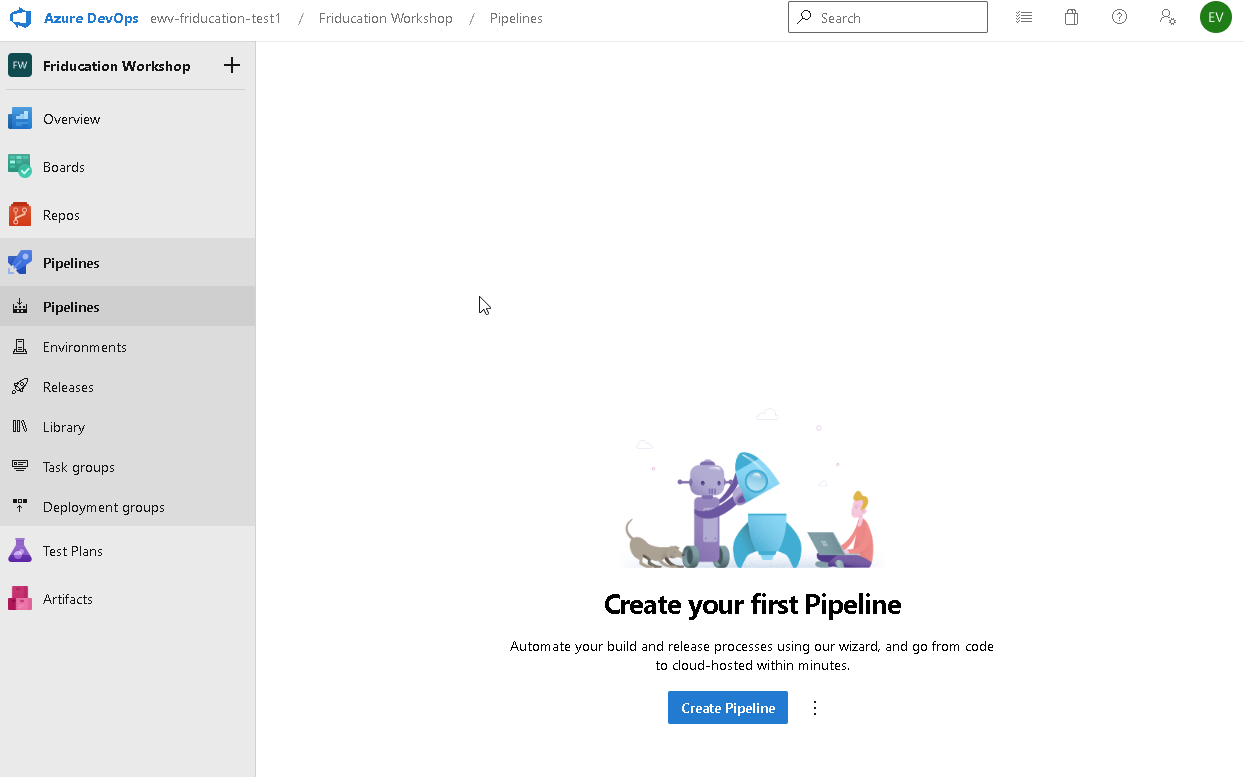 Azure DevOps ewv-friducation-test1 / Friducation Workshop / Pipelines Search EV
FW Friducation Workshop
Overview
Boards
Repos
Pipelines
Pipelines
Environments
Releases
Library
Task groups
Deployment groups
Test Plans
Artifacts
Create your first Pipeline
Automate your build and release processes using our wizard, and go from code
to cloud-hosted within minutes.
Create Pipeline